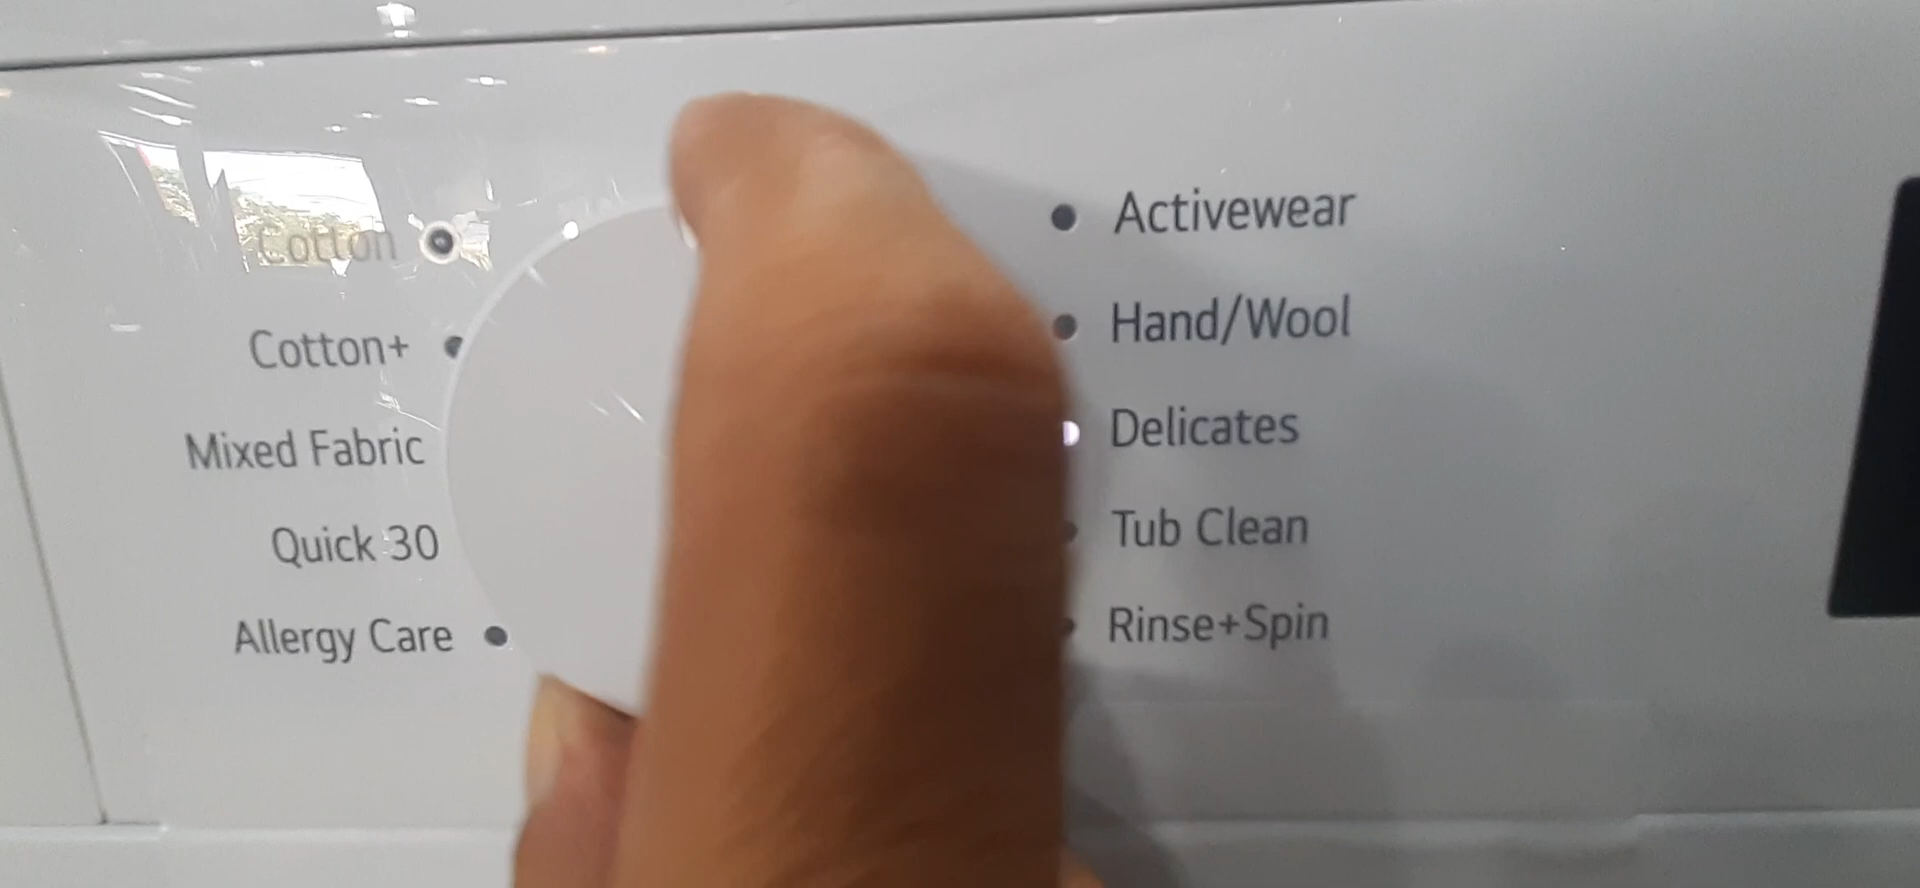 Cotton
Cotton+
Mixed Fabric
Quick 30
Allergy Care
Activewear
Hand/Wool
Delicates
Tub Clean
Rinse+Spin